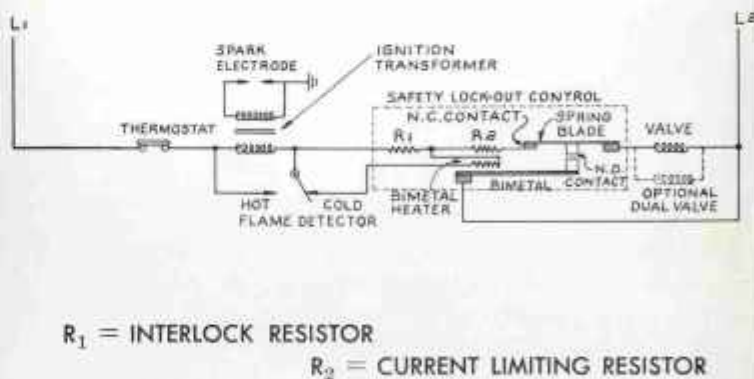 L1 L2
SPARK ELECTRODE
IGNITION TRANSFORMER
SAFETY LOCK-OUT CONTROL
N.C. CONTACT
SPRING BLADE
THERMOSTAT
R1
R2
VALVE
HOT
COLD
FLAME DETECTOR
BIMETAL HEATER
BIMETAL
N.O. CONTACT
OPTIONAL DUAL VALVE
R1 = INTERLOCK RESISTOR
R2 = CURRENT LIMITING RESISTOR